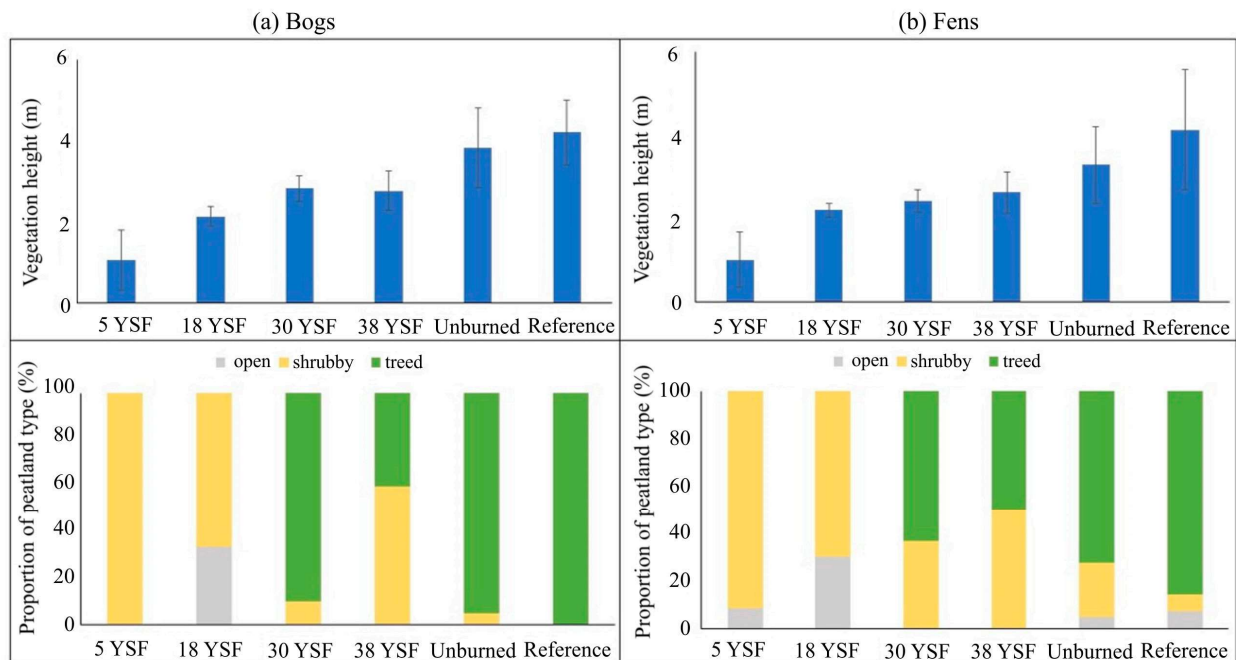 (a) Bogs
(b) Fens
Vegetation height (m)
6
4
2
0
5 YSF 18 YSF 30 YSF 38 YSF Unburned Reference
Vegetation height (m)
6
4
2
0
5 YSF 18 YSF 30 YSF 38 YSF Unburned Reference
open shrubby treed
Proportion of peatland type (%)
100
80
60
40
20
0
5 YSF 18 YSF 30 YSF 38 YSF Unburned Reference
open shrubby treed
Proportion of peatland type (%)
100
80
60
40
20
0
5 YSF 18 YSF 30 YSF 38 YSF Unburned Reference